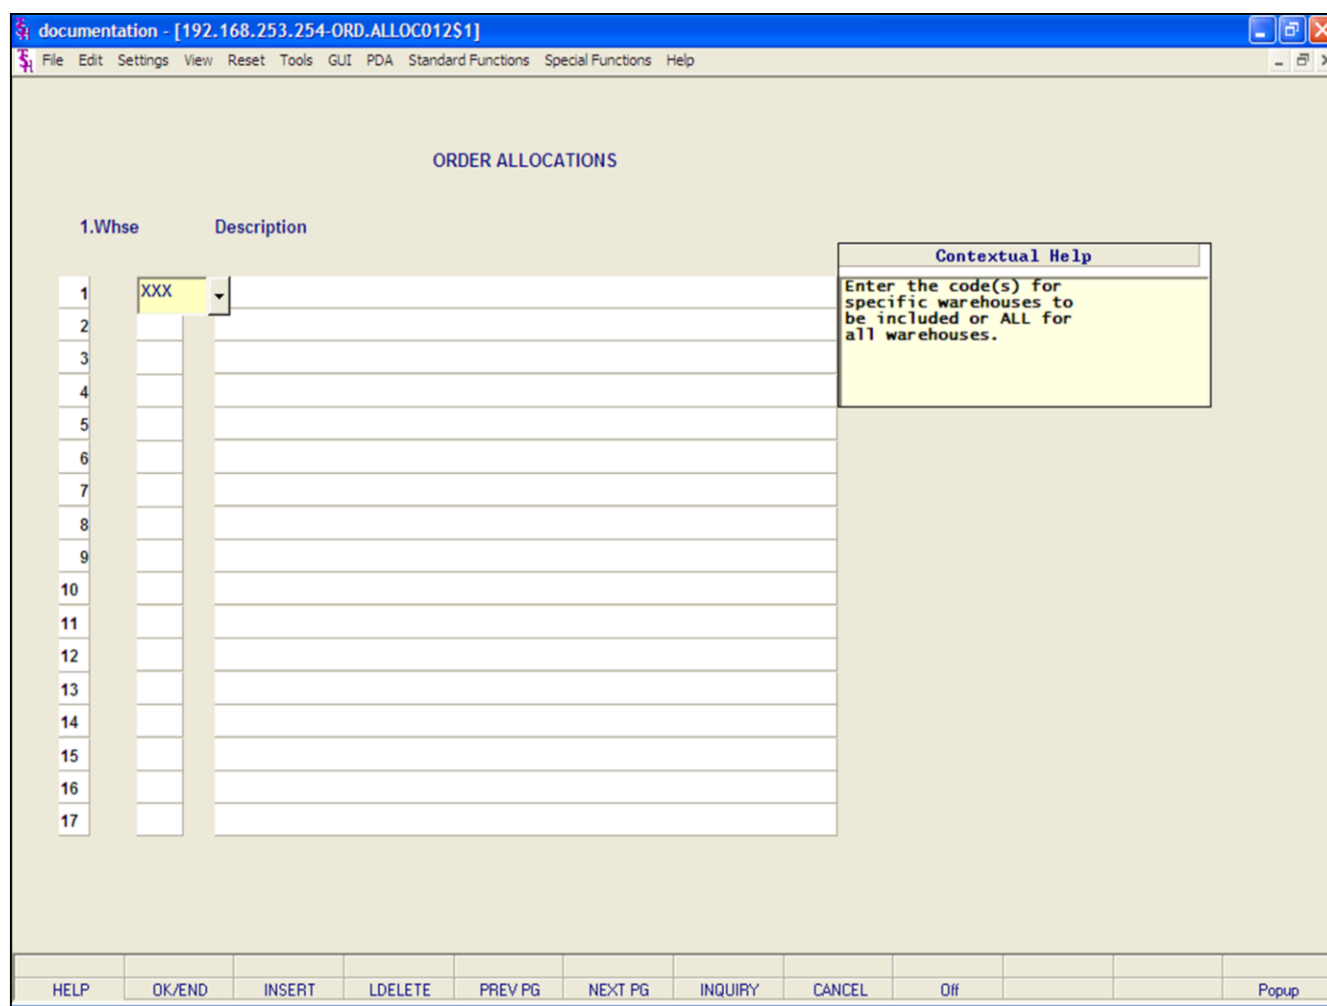 documentation - [192.168.253.254-ORD.ALLOC012$1]
File Edit Settings View Reset Tools GUI PDA Standard Functions Special Functions Help
ORDER ALLOCATIONS
1.Whse Description
Contextual Help
Enter the code(s) for
specific warehouses to
be included or ALL for
all warehouses.
1 XXX
2
3
4
5
6
7
8
9
10
11
12
13
14
15
16
17
HELP OK/END INSERT LDELETE PREV PG NEXT PG INQUIRY CANCEL Off Popup